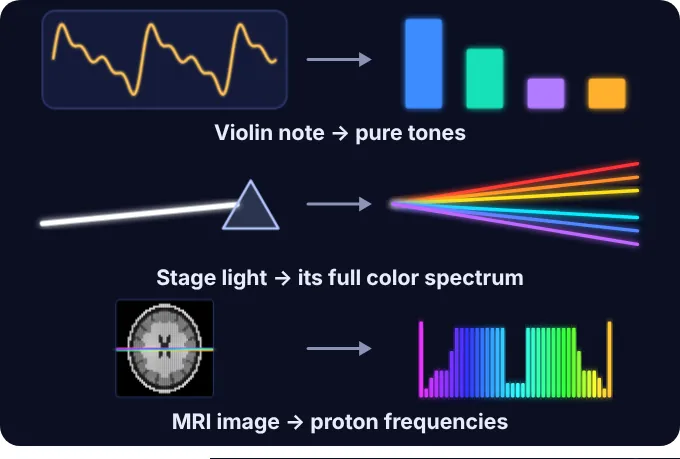 Violin note → pure tones
Stage light → its full color spectrum
MRI image → proton frequencies